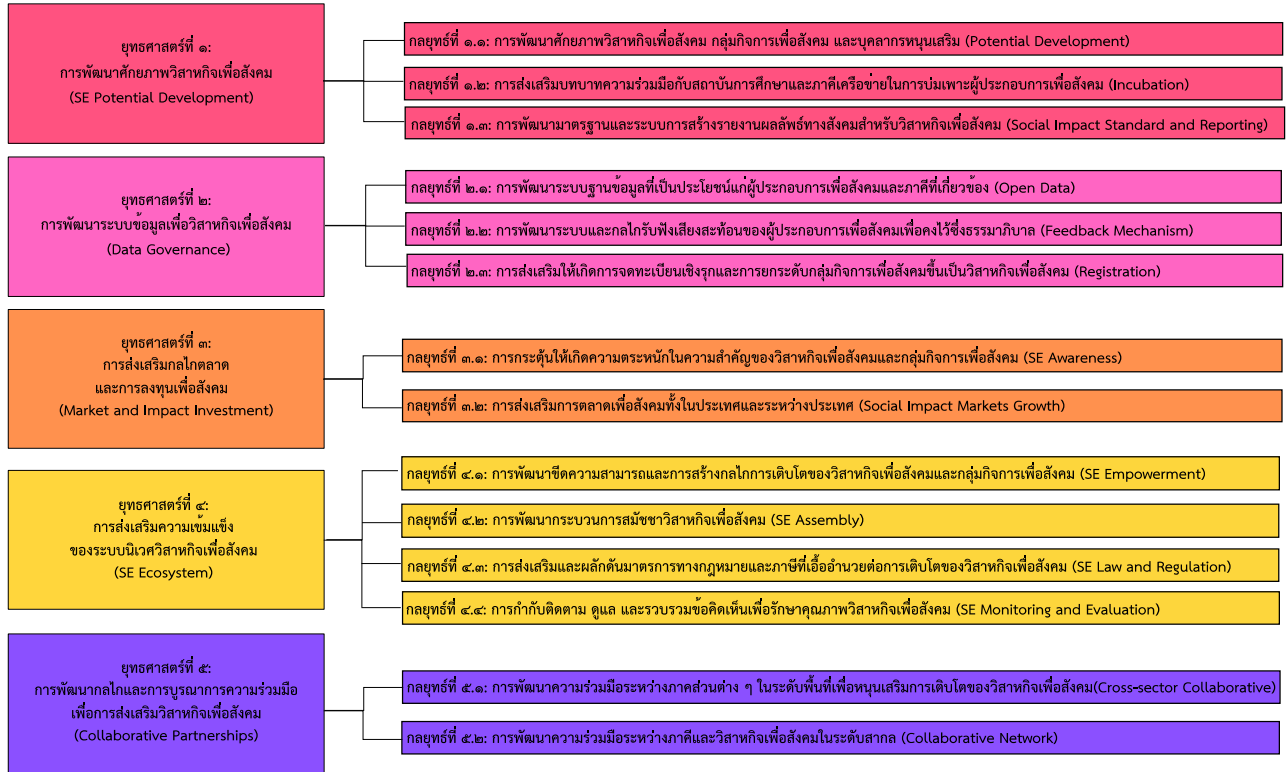 ยุทธศาสตร์ที่ ๑:
การพัฒนาศักยภาพวิสาหกิจเพื่อสังคม
(SE Potential Development)
กลยุทธ์ที่ ๑.๑: การพัฒนาศักยภาพวิสาหกิจเพื่อสังคม กลุ่มกิจการเพื่อสังคม และบุคลากรหนุนเสริม (Potential Development)
กลยุทธ์ที่ ๑.๒: การส่งเสริมบทบาทความร่วมมือกับสถาบันการศึกษาและภาคีเครือข่ายในการบ่มเพาะผู้ประกอบการเพื่อสังคม (Incubation)
กลยุทธ์ที่ ๑.๓: การพัฒนามาตรฐานและระบบการสร้างรายงานผลลัพธ์ทางสังคมสำหรับวิสาหกิจเพื่อสังคม (Social Impact Standard and Reporting)
ยุทธศาสตร์ที่ ๒:
การพัฒนาระบบข้อมูลเพื่อวิสาหกิจเพื่อสังคม
(Data Governance)
กลยุทธ์ที่ ๒.๑: การพัฒนาระบบฐานข้อมูลที่เป็นประโยชน์แก่ผู้ประกอบการเพื่อสังคมและภาคีที่เกี่ยวข้อง (Open Data)
กลยุทธ์ที่ ๒.๒: การพัฒนาระบบและกลไกรับฟังเสียงสะท้อนของผู้ประกอบการเพื่อสังคมเพื่อคงไว้ซึ่งธรรมาภิบาล (Feedback Mechanism)
กลยุทธ์ที่ ๒.๓: การส่งเสริมให้เกิดการจดทะเบียนเชิงรุกและการยกระดับกลุ่มกิจการเพื่อสังคมขึ้นเป็นวิสาหกิจเพื่อสังคม (Registration)
ยุทธศาสตร์ที่ ๓:
การส่งเสริมกลไกตลาด
และการลงทุนเพื่อสังคม
(Market and Impact Investment)
กลยุทธ์ที่ ๓.๑: การกระตุ้นให้เกิดความตระหนักในความสำคัญของวิสาหกิจเพื่อสังคมและกลุ่มกิจการเพื่อสังคม (SE Awareness)
กลยุทธ์ที่ ๓.๒: การส่งเสริมการตลาดเพื่อสังคมทั้งในประเทศและระหว่างประเทศ (Social Impact Markets Growth)
ยุทธศาสตร์ที่ ๔:
การส่งเสริมความเข้มแข็ง
ของระบบนิเวศวิสาหกิจเพื่อสังคม
(SE Ecosystem)
กลยุทธ์ที่ ๔.๑: การพัฒนาขีดความสามารถและการสร้างกลไกการเติบโตของวิสาหกิจเพื่อสังคมและกลุ่มกิจการเพื่อสังคม (SE Empowerment)
กลยุทธ์ที่ ๔.๒: การพัฒนากระบวนการสมัชชาวิสาหกิจเพื่อสังคม (SE Assembly)
กลยุทธ์ที่ ๔.๓: การส่งเสริมและผลักดันมาตรการทางกฎหมายและภาษีที่เอื้ออำนวยต่อการเติบโตของวิสาหกิจเพื่อสังคม (SE Law and Regulation)
กลยุทธ์ที่ ๔.๔: การกำกับติดตาม ดูแล และรวบรวมข้อคิดเห็นเพื่อรักษาคุณภาพวิสาหกิจเพื่อสังคม (SE Monitoring and Evaluation)
ยุทธศาสตร์ที่ ๕:
การพัฒนากลไกและการบูรณาการความร่วมมือ
เพื่อการส่งเสริมวิสาหกิจเพื่อสังคม
(Collaborative Partnerships)
กลยุทธ์ที่ ๕.๑: การพัฒนาความร่วมมือระหว่างภาคส่วนต่าง ๆ ในระดับพื้นที่เพื่อหนุนเสริมการเติบโตของวิสาหกิจเพื่อสังคม(Cross-sector Collaborative)
กลยุทธ์ที่ ๕.๒: การพัฒนาความร่วมมือระหว่างภาคีและวิสาหกิจเพื่อสังคมในระดับสากล (Collaborative Network)